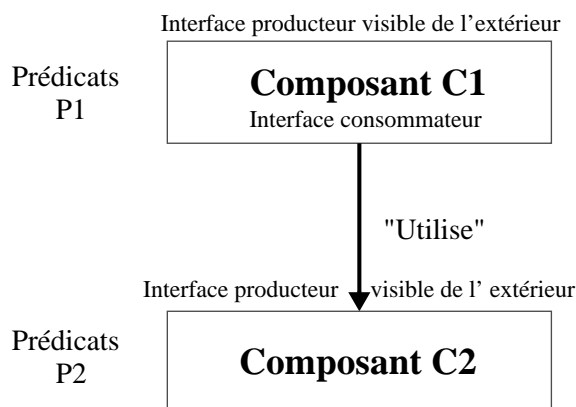 Interface producteur visible de l’extérieur
Prédicats
P1
Composant C1
Interface consommateur
"Utilise"
Interface producteur visible de l’ extérieur
Prédicats
P2
Composant C2